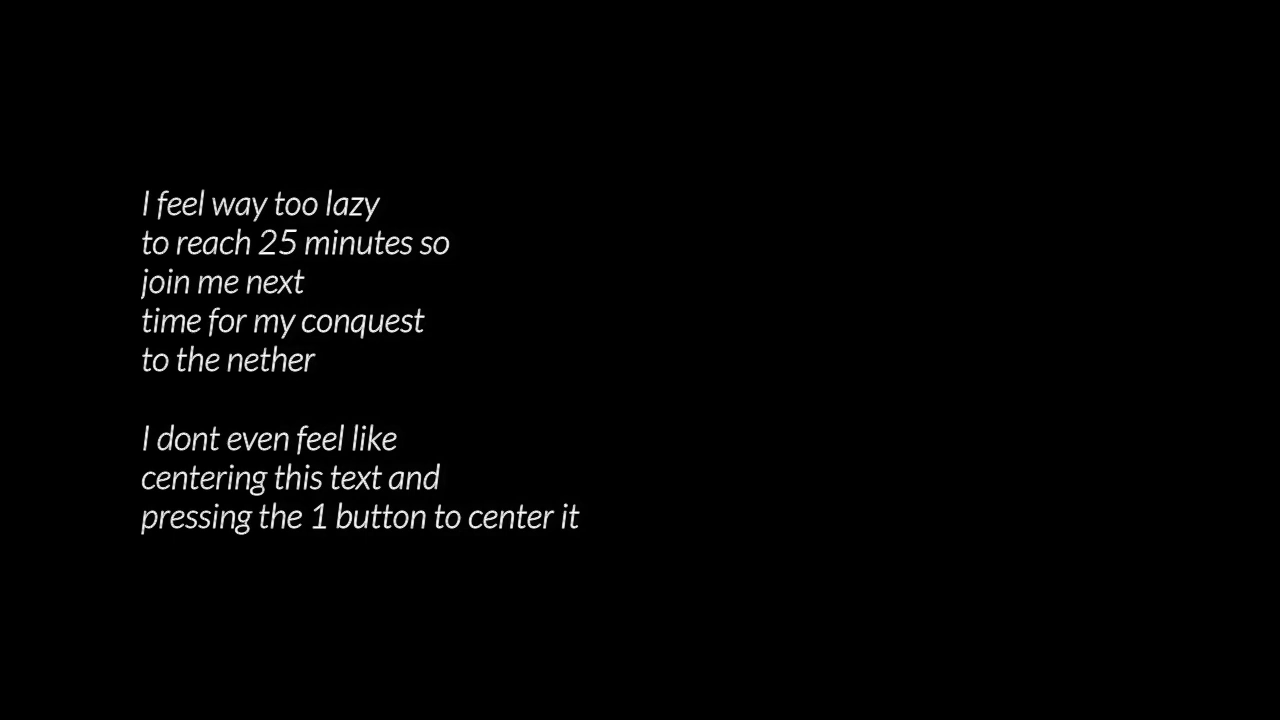 I feel way too lazy
to reach 25 minutes so
join me next
time for my conquest
to the nether
I dont even feel like
centering this text and
pressing the 1 button to center it